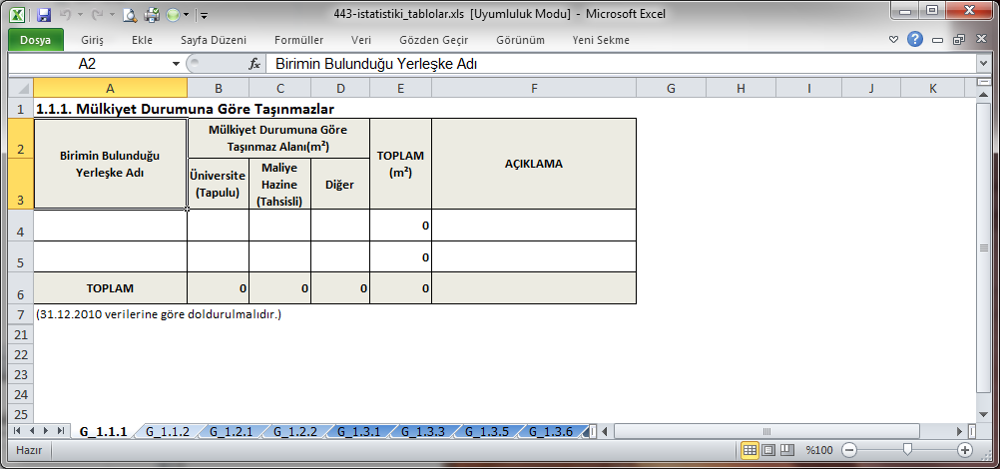 443-istatistiki_tablolar.xls [Uyumluluk Modu] - Microsoft Excel
Dosya Giriş Ekle Sayfa Düzeni Formüller Veri Gözden Geçir Görünüm Yeni Sekme
A2 fx Birimin Bulunduğu Yerleşke Adı
A B C D E F G H I J K
1 1.1.1. Mülkiyet Durumuna Göre Taşınmazlar
2
3
Birimin Bulunduğu
Yerleşke Adı
Mülkiyet Durumuna Göre
Taşınmaz Alanı(m²)
Üniversite
(Tapulu)
Maliye
Hazine
(Tahsisli)
Diğer
TOPLAM
(m²)
AÇIKLAMA
4 0
5 0
6 TOPLAM 0 0 0 0
7 (31.12.2010 verilerine göre doldurulmalıdır.)
21
22
23
24
25
G_1.1.1 G_1.1.2 G_1.2.1 G_1.2.2 G_1.3.1 G_1.3.3 G_1.3.5 G_1.3.6
Hazır %100